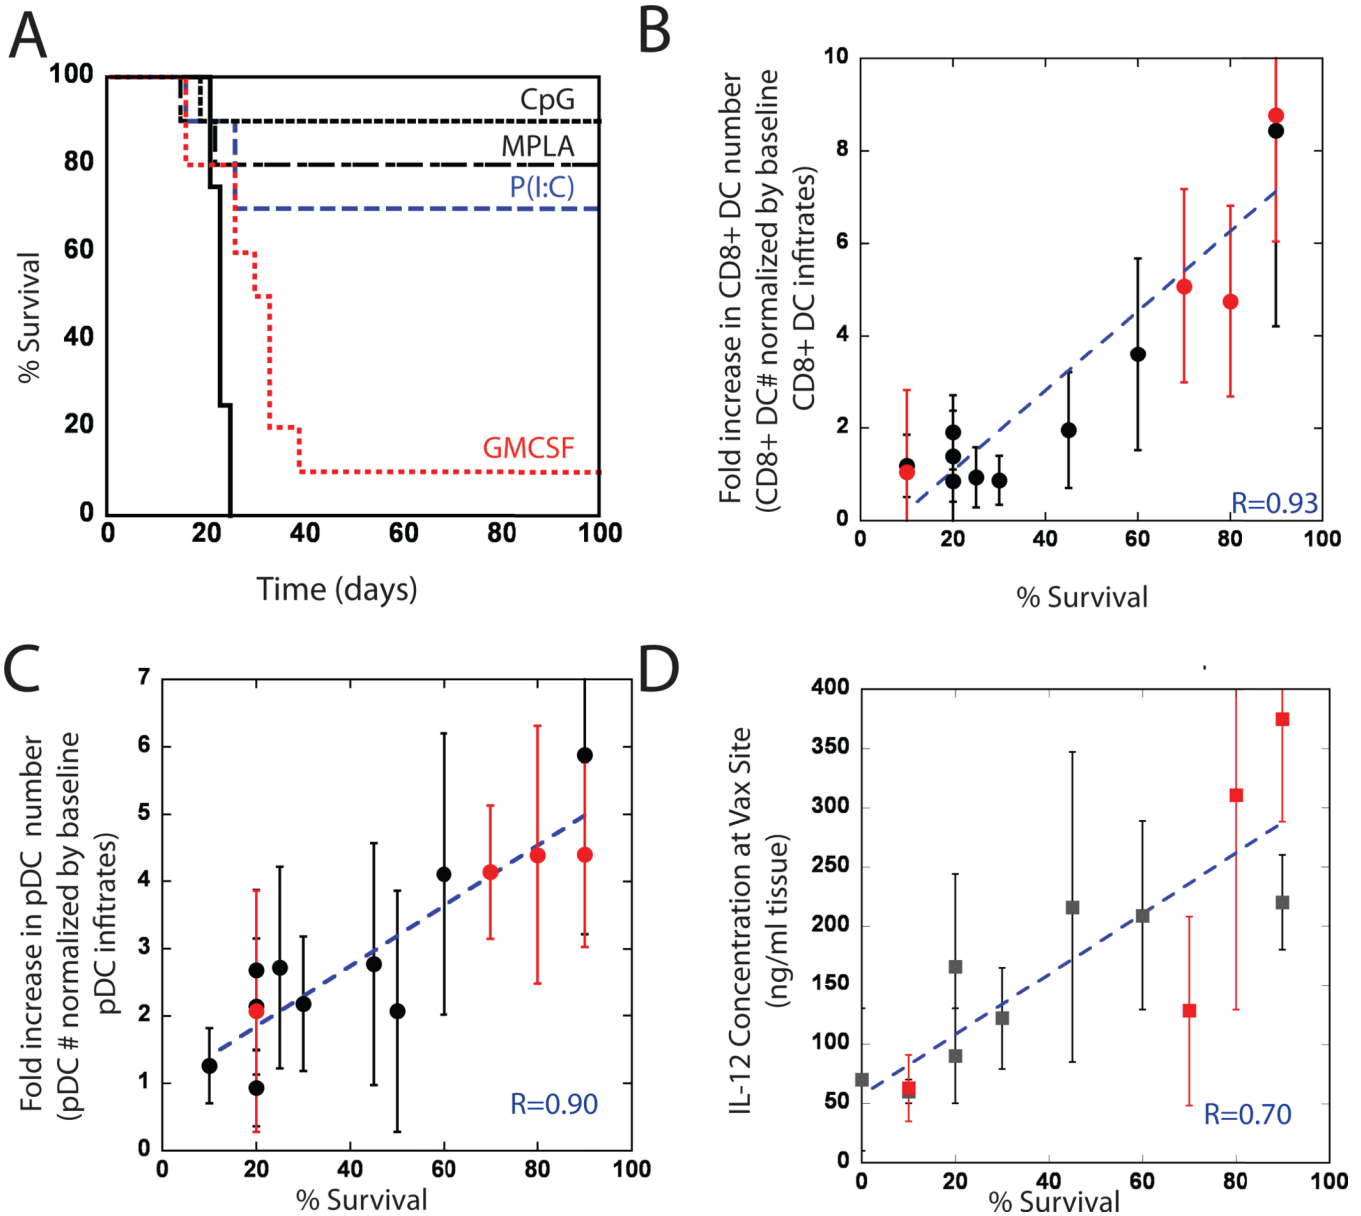 A
100
80
60
40
20
0
% Survival
CpG
MPLA
P(I:C)
GMCSF
0 20 40 60 80 100
Time (days)
B
Fold increase in CD8+ DC number
(CD8+ DC# normalized by baseline
CD8+ DC infitrates)
10
8
6
4
2
0
R=0.93
0 20 40 60 80 100
% Survival
C
Fold increase in pDC number
(pDC # normalized by baseline
pDC infitrates)
7
6
5
4
3
2
1
0
R=0.90
0 20 40 60 80 100
% Survival
D
IL-12 Concentration at Vax Site
(ng/ml tissue)
400
350
300
250
200
150
100
50
0
R=0.70
0 20 40 60 80 100
% Survival